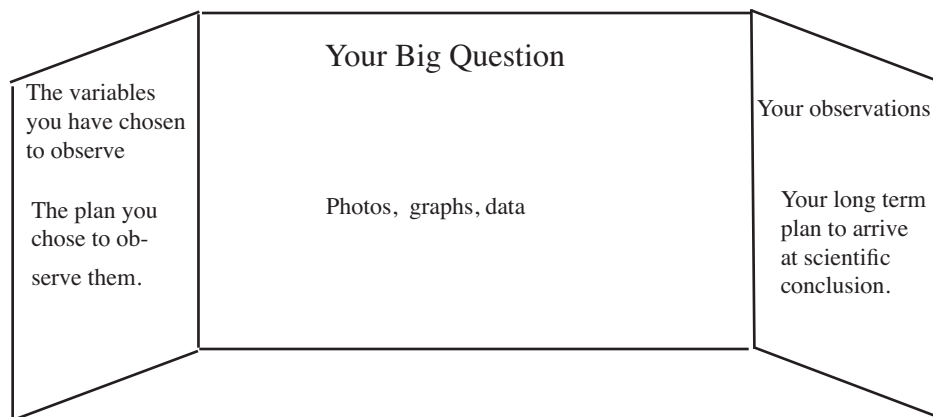 Your Big Question
The variables
you have chosen
to observe
The plan you
chose to ob-
serve them.
Photos, graphs, data
Your observations
Your long term
plan to arrive
at scientific
conclusion.